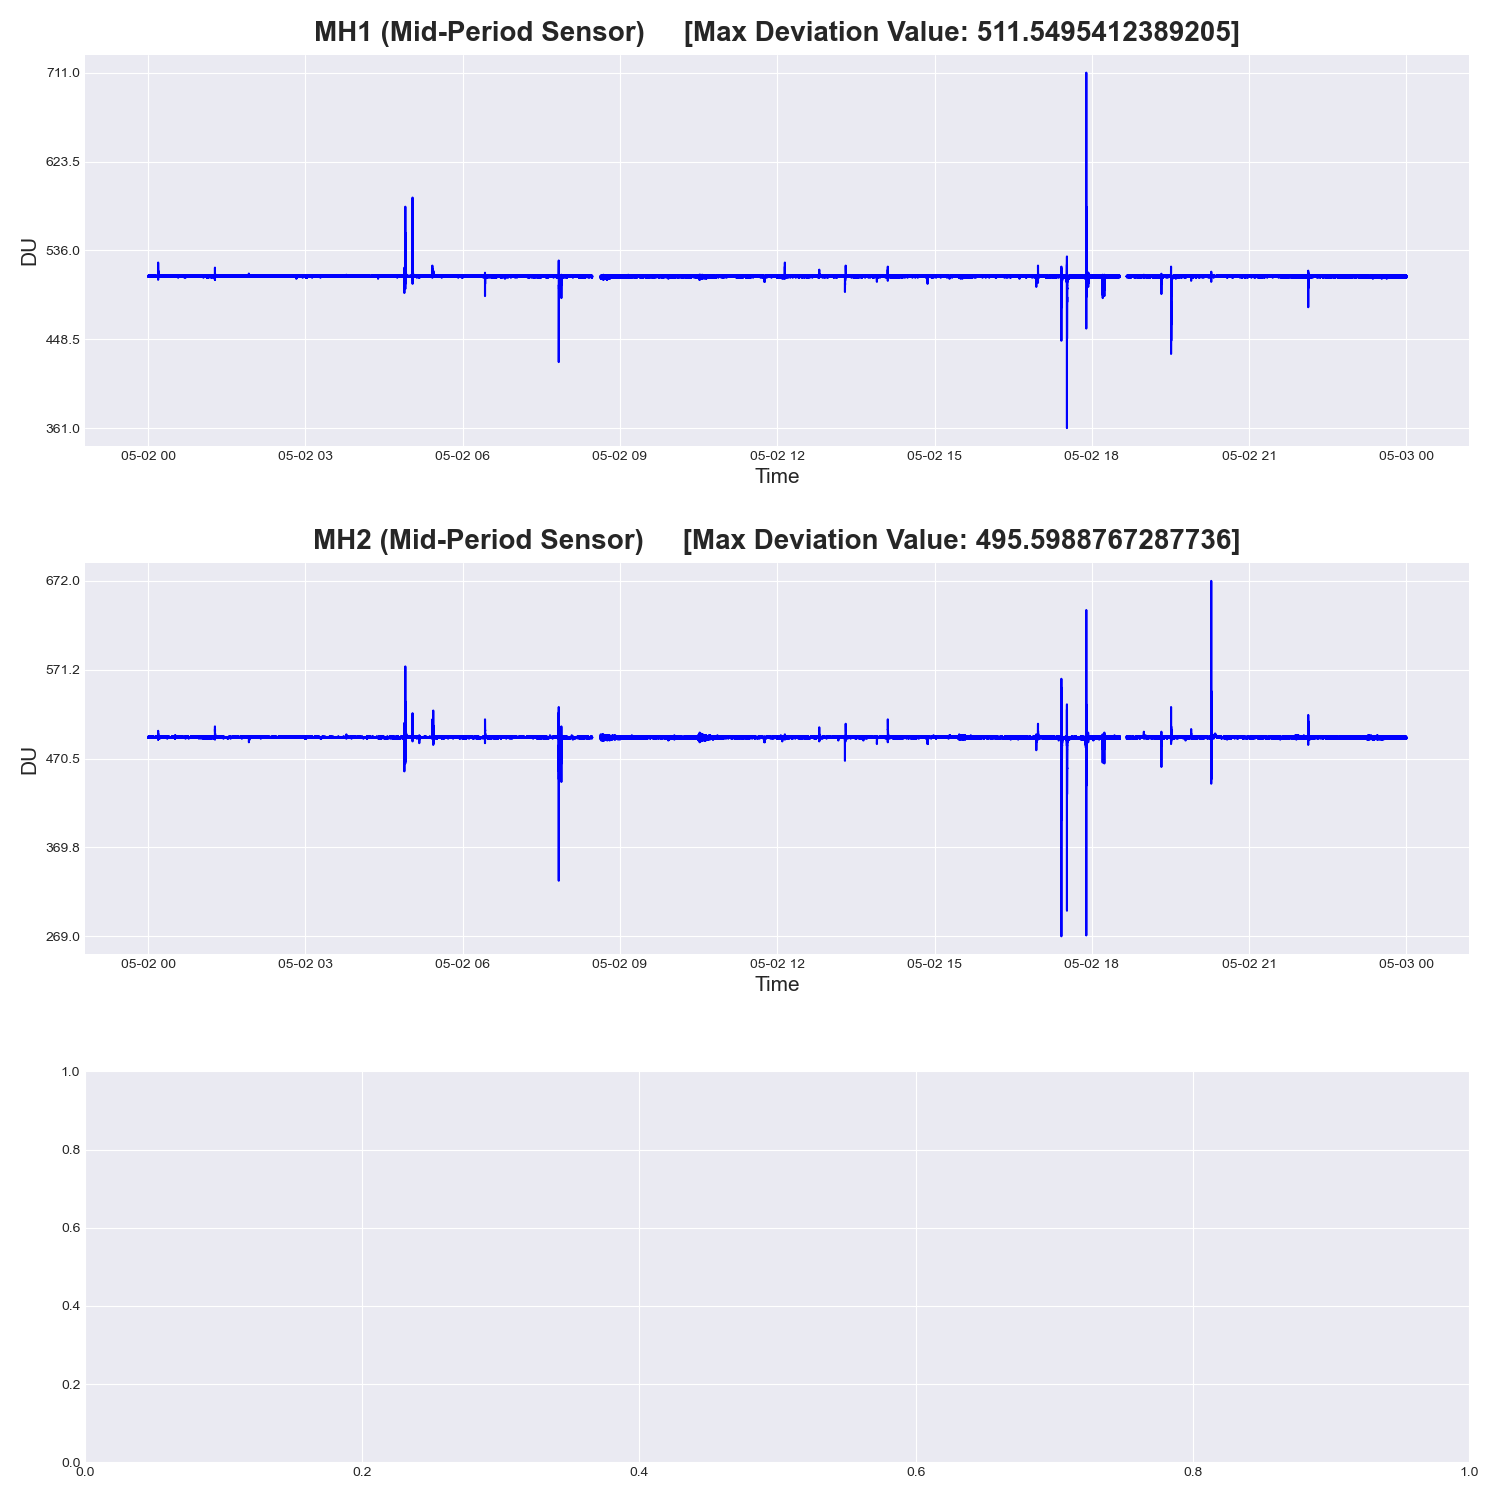 MH1 (Mid-Period Sensor) [Max Deviation Value: 511.5495412389205]
711.0
623.5
536.0
448.5
361.0
DU
05-02 00 05-02 03 05-02 06 05-02 09 05-02 12 05-02 15 05-02 18 05-02 21 05-03 00
Time
MH2 (Mid-Period Sensor) [Max Deviation Value: 495.5988767287736]
672.0
571.2
470.5
369.8
269.0
DU
05-02 00 05-02 03 05-02 06 05-02 09 05-02 12 05-02 15 05-02 18 05-02 21 05-03 00
Time
1.0
0.8
0.6
0.4
0.2
0.0
0.0 0.2 0.4 0.6 0.8 1.0